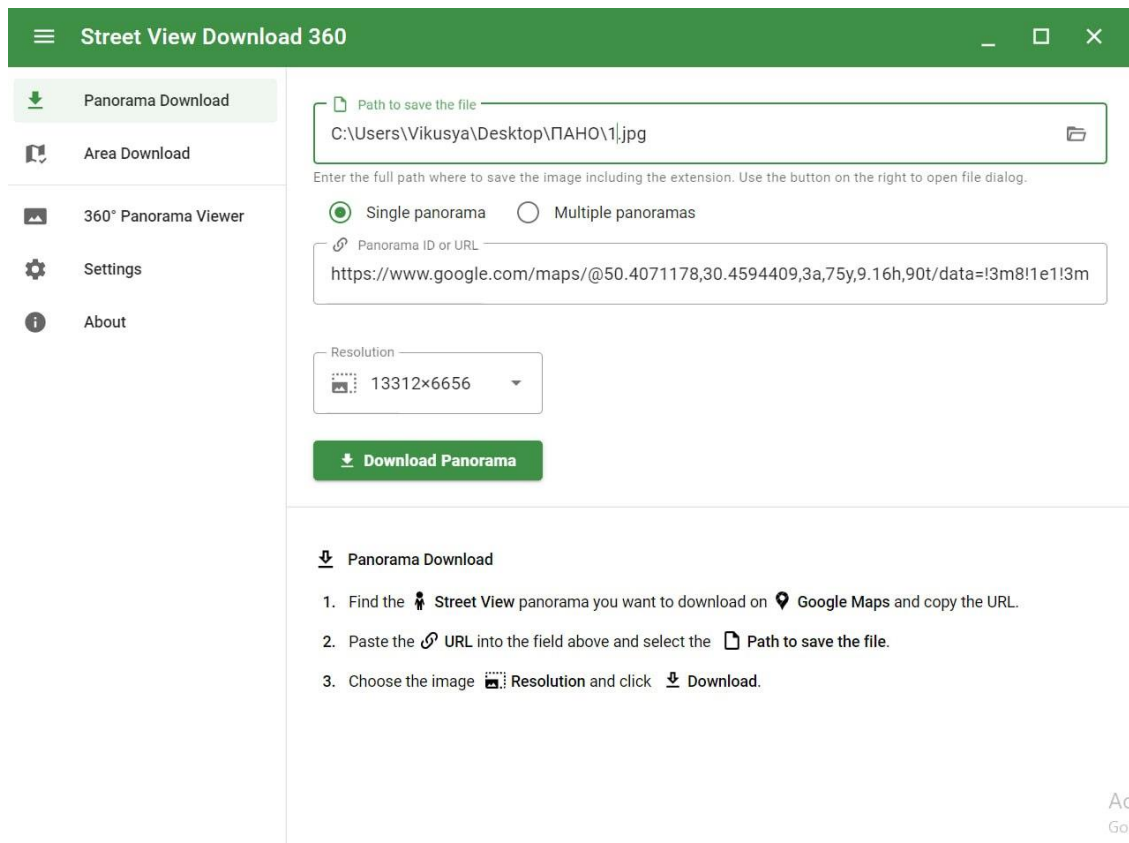 Street View Download 360
Panorama Download
Area Download
360° Panorama Viewer
Settings
About
Path to save the file
C:\Users\Vikusya\Desktop\ПАНО\1.jpg
Enter the full path where to save the image including the extension. Use the button on the right to open file dialog.
Single panorama Multiple panoramas
Panorama ID or URL
https://www.google.com/maps/@50.4071178,30.4594409,3a,75y,9.16h,90t/data=!3m8!1e1!3m
Resolution
13312×6656
Download Panorama
Panorama Download
1. Find the Street View panorama you want to download on Google Maps and copy the URL.
2. Paste the URL into the field above and select the Path to save the file.
3. Choose the image Resolution and click Download.